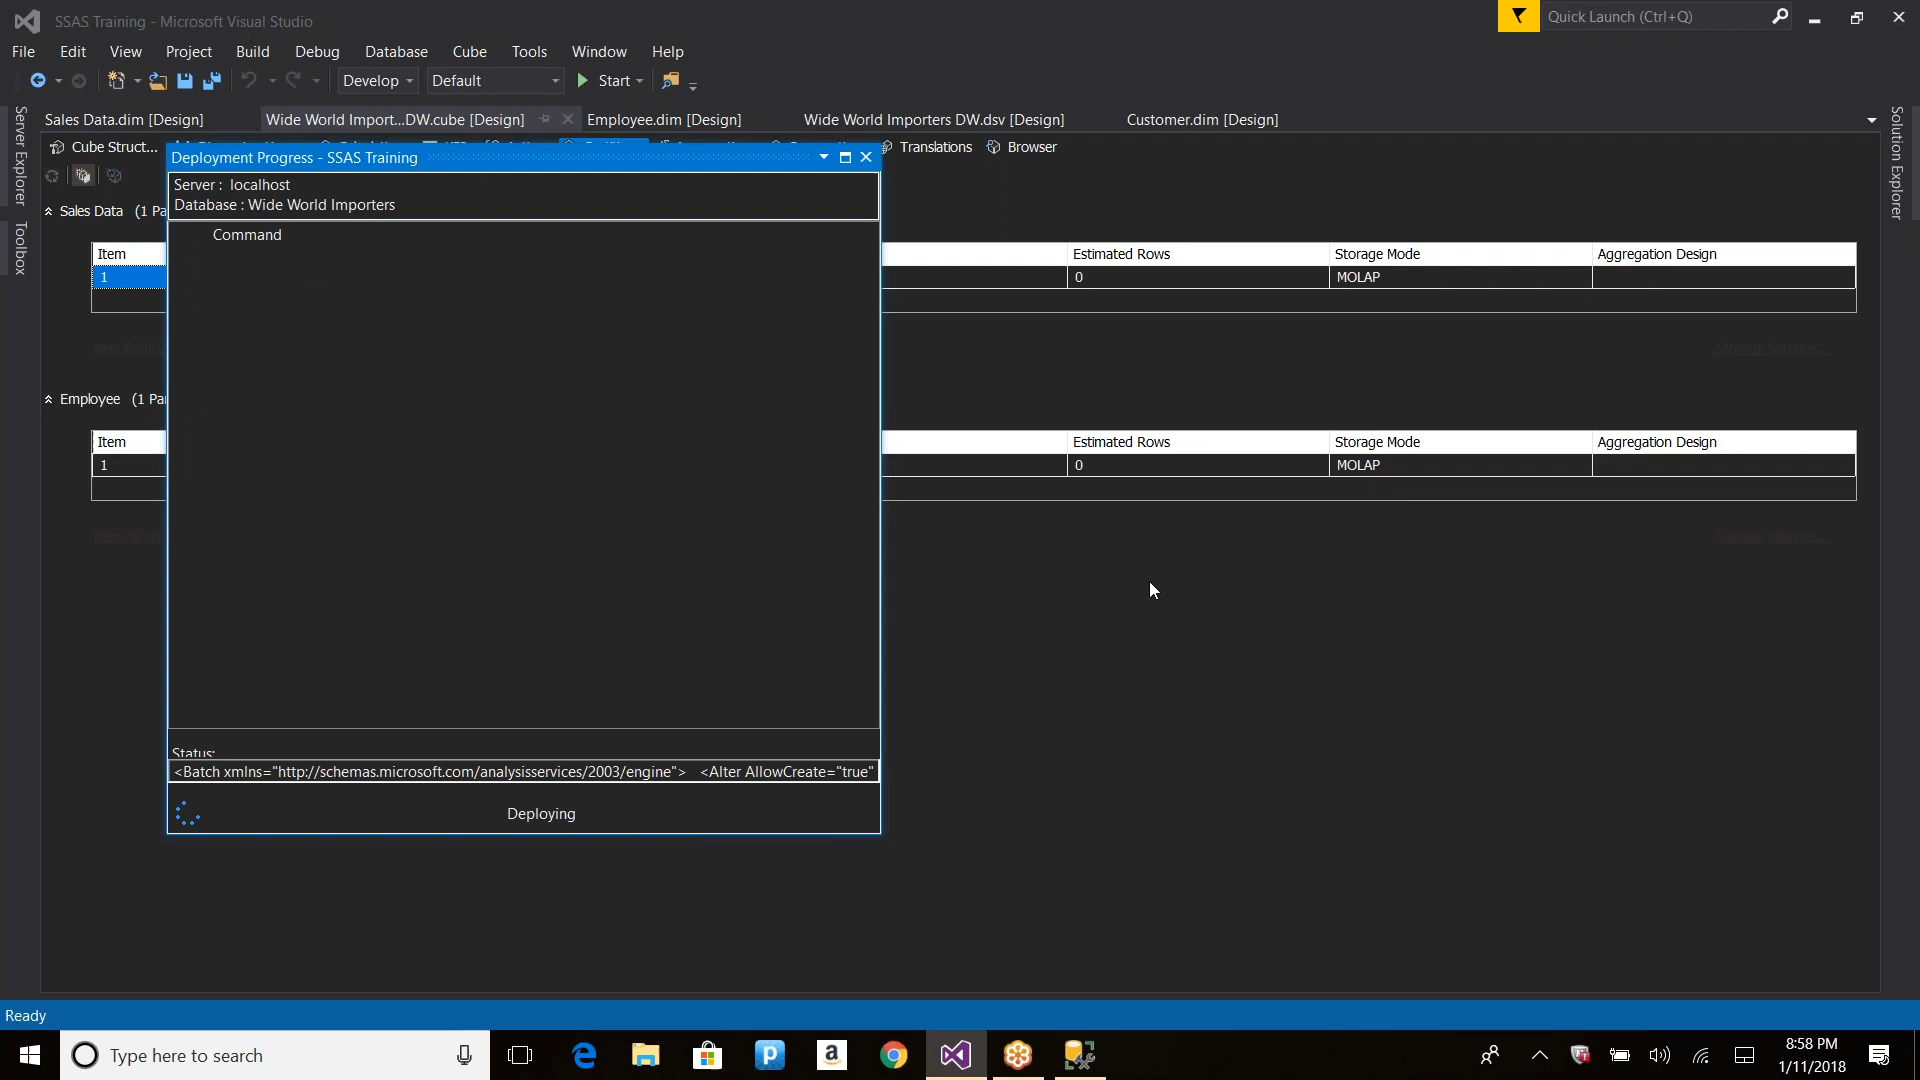 SSAS Training - Microsoft Visual Studio
Quick Launch (Ctrl+Q)
File Edit View Project Build Debug Database Cube Tools Window Help
Develop Default Start
Server Explorer
Toolbox
Solution Explorer
Sales Data.dim [Design] Wide World Import...DW.cube [Design] Employee.dim [Design] Wide World Importers DW.dsv [Design] Customer.dim [Design]
Cube Struct... Translations Browser
Deployment Progress - SSAS Training
Server : localhost
Database : Wide World Importers
Command
Sales Data (1 Pa
Item Estimated Rows Storage Mode Aggregation Design
1 0 MOLAP
Storage Settings...
Employee (1 Pa
Item Estimated Rows Storage Mode Aggregation Design
1 0 MOLAP
Storage Settings...
Status:
<Batch xmlns="http://schemas.microsoft.com/analysisservices/2003/engine"> <Alter AllowCreate="true"
Deploying
Ready
Type here to search
8:58 PM
1/11/2018